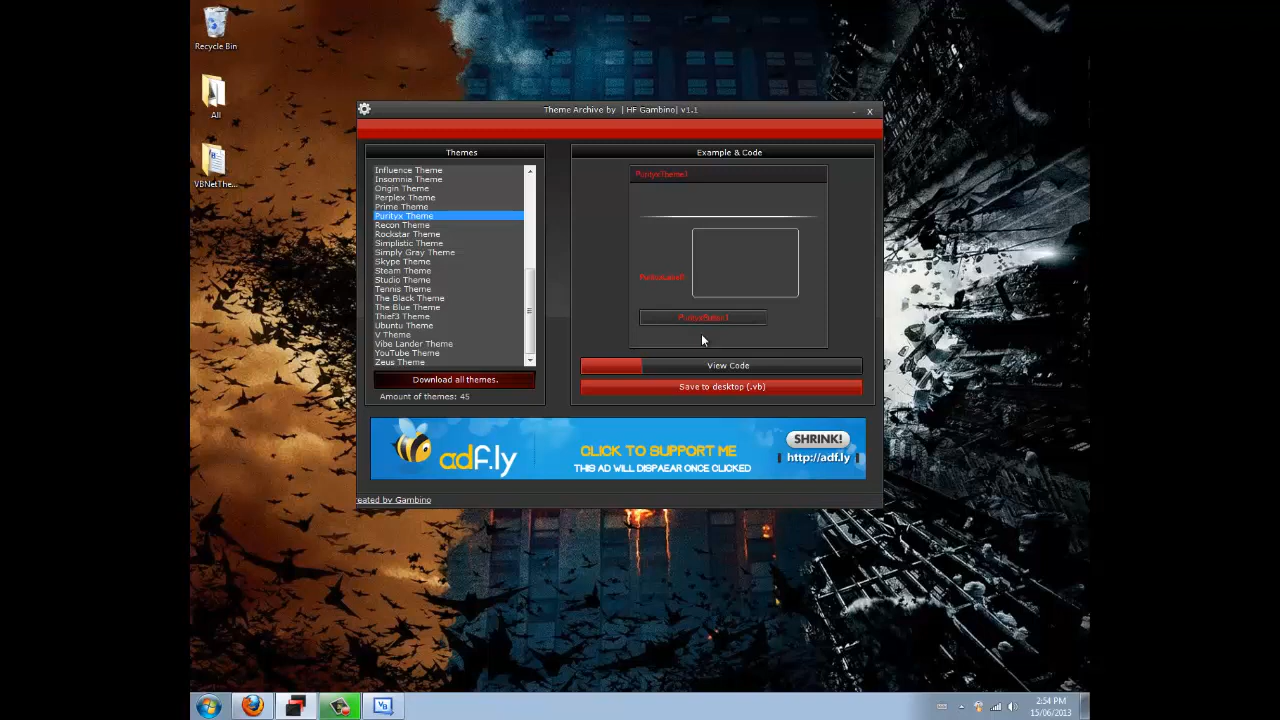 Recycle Bin
All
VBNetThe...
Theme Archive by | HF Gambino| v1.1
- x
Themes
Influence Theme
Insomnia Theme
Origin Theme
Perplex Theme
Prime Theme
Purityx Theme
Recon Theme
Rockstar Theme
Simplistic Theme
Simply Gray Theme
Skype Theme
Steam Theme
Studio Theme
Tennis Theme
The Black Theme
The Blue Theme
Thief3 Theme
Ubuntu Theme
V Theme
Vibe Lander Theme
YouTube Theme
Zeus Theme
Download all themes.
Amount of themes: 45
Example & Code
PurityxTheme1
PurityxLabel1
PurityxButton1
View Code
Save to desktop (.vb)
adf.ly
CLICK TO SUPPORT ME
THIS AD WILL DISPAEAR ONCE CLICKED
SHRINK!
http://adf.ly
eated by Gambino
VB
2:54 PM
15/06/2013